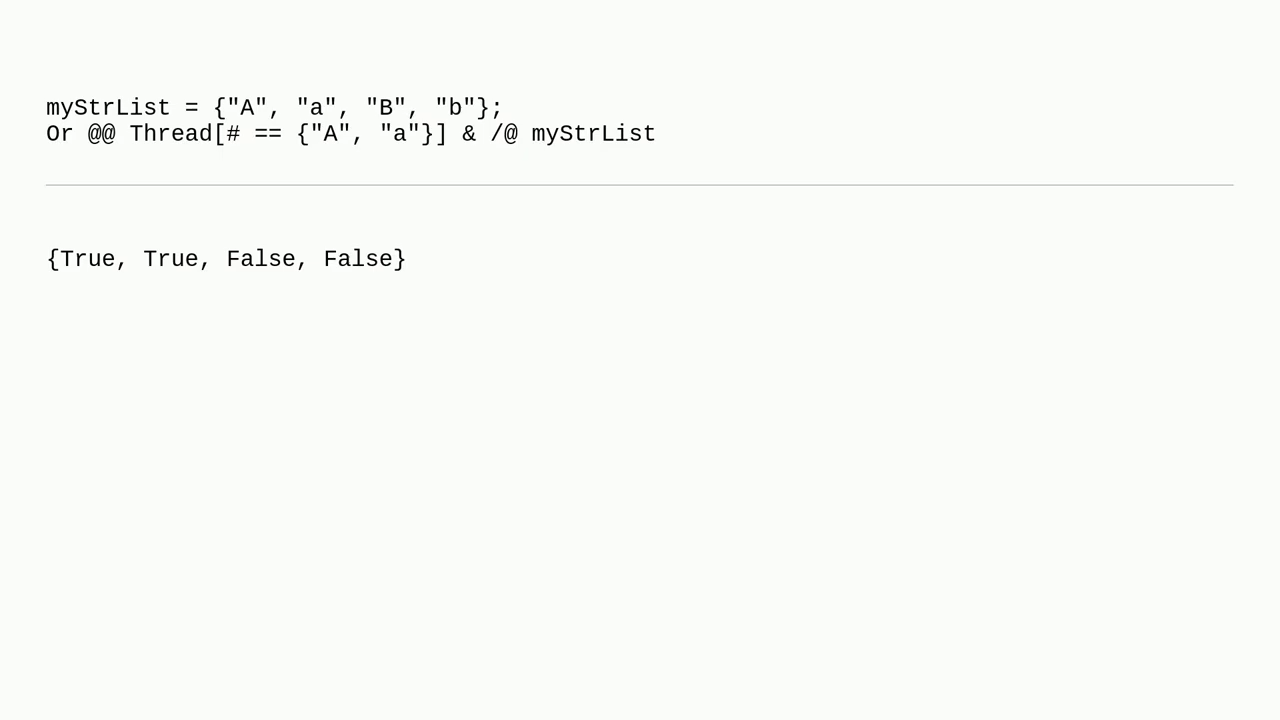 myStrList = {"A", "a", "B", "b"};
Or @@ Thread[# == {"A", "a"}] & /@ myStrList
{True, True, False, False}